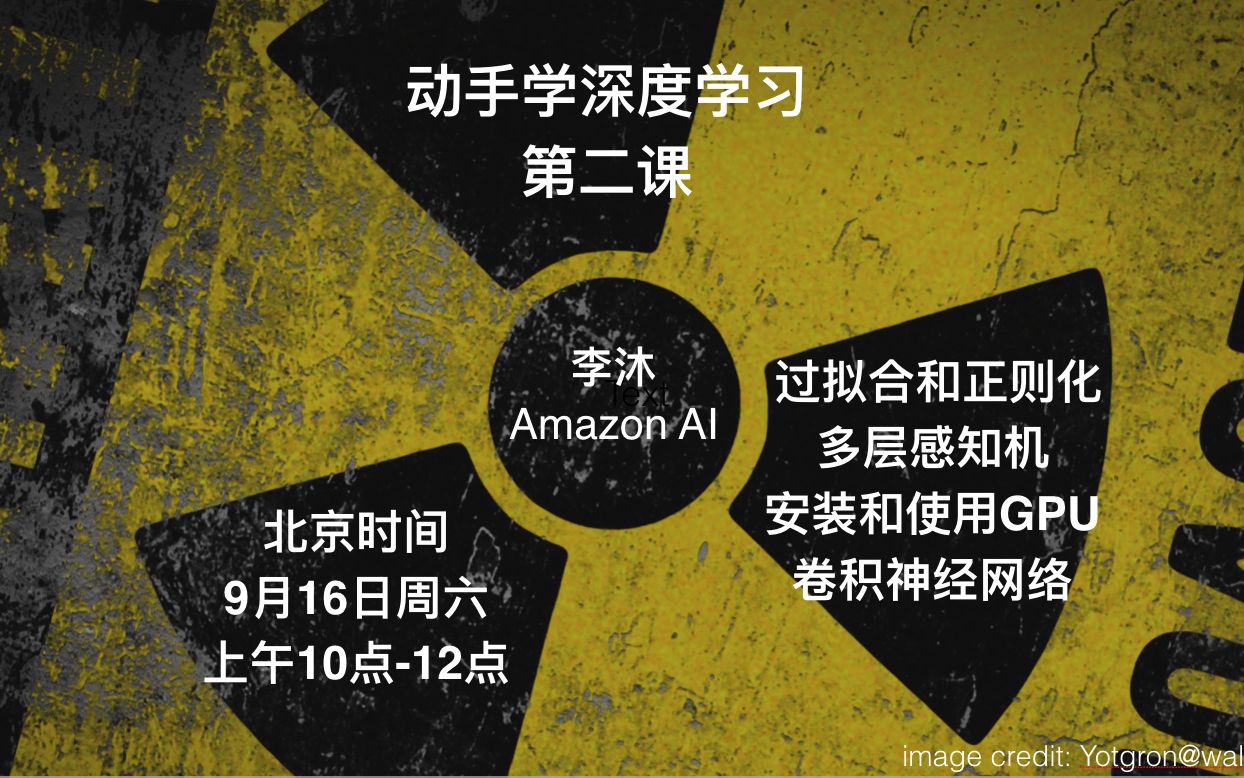 动手学深度学习
第二课
李沐
Text
Amazon AI
过拟合和正则化
多层感知机
安装和使用GPU
卷积神经网络
北京时间
9月16日周六
上午10点-12点
image credit: Yotgron@wal